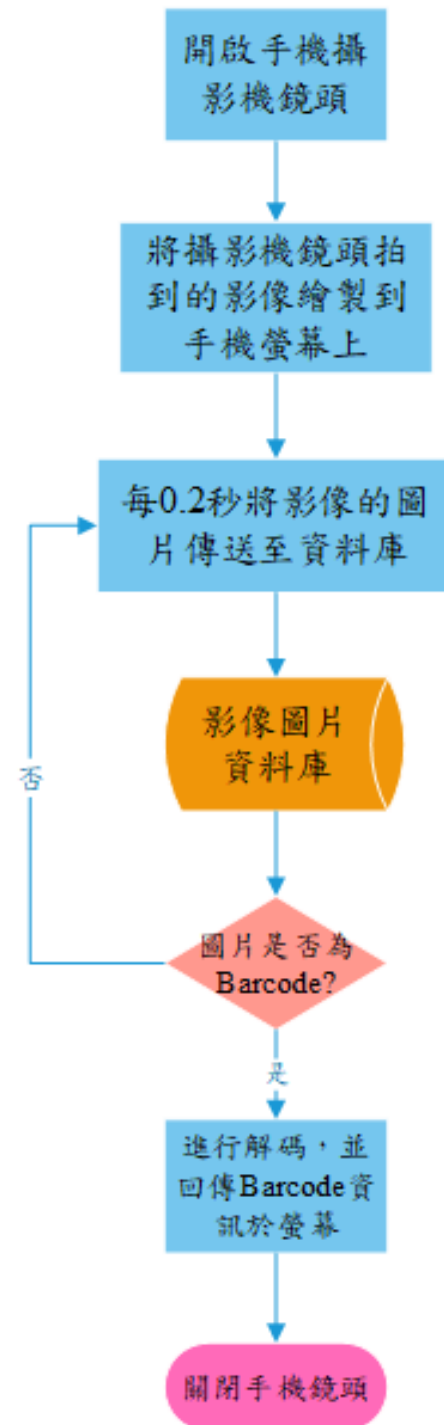 開啟手機攝
影機鏡頭
將攝影機鏡頭拍
到的影像繪製到
手機螢幕上
每0.2秒將影像的圖
片傳送至資料庫
影像圖片
資料庫
否
圖片是否為
Barcode?
是
進行解碼，並
回傳Barcode資
訊於螢幕
關閉手機鏡頭